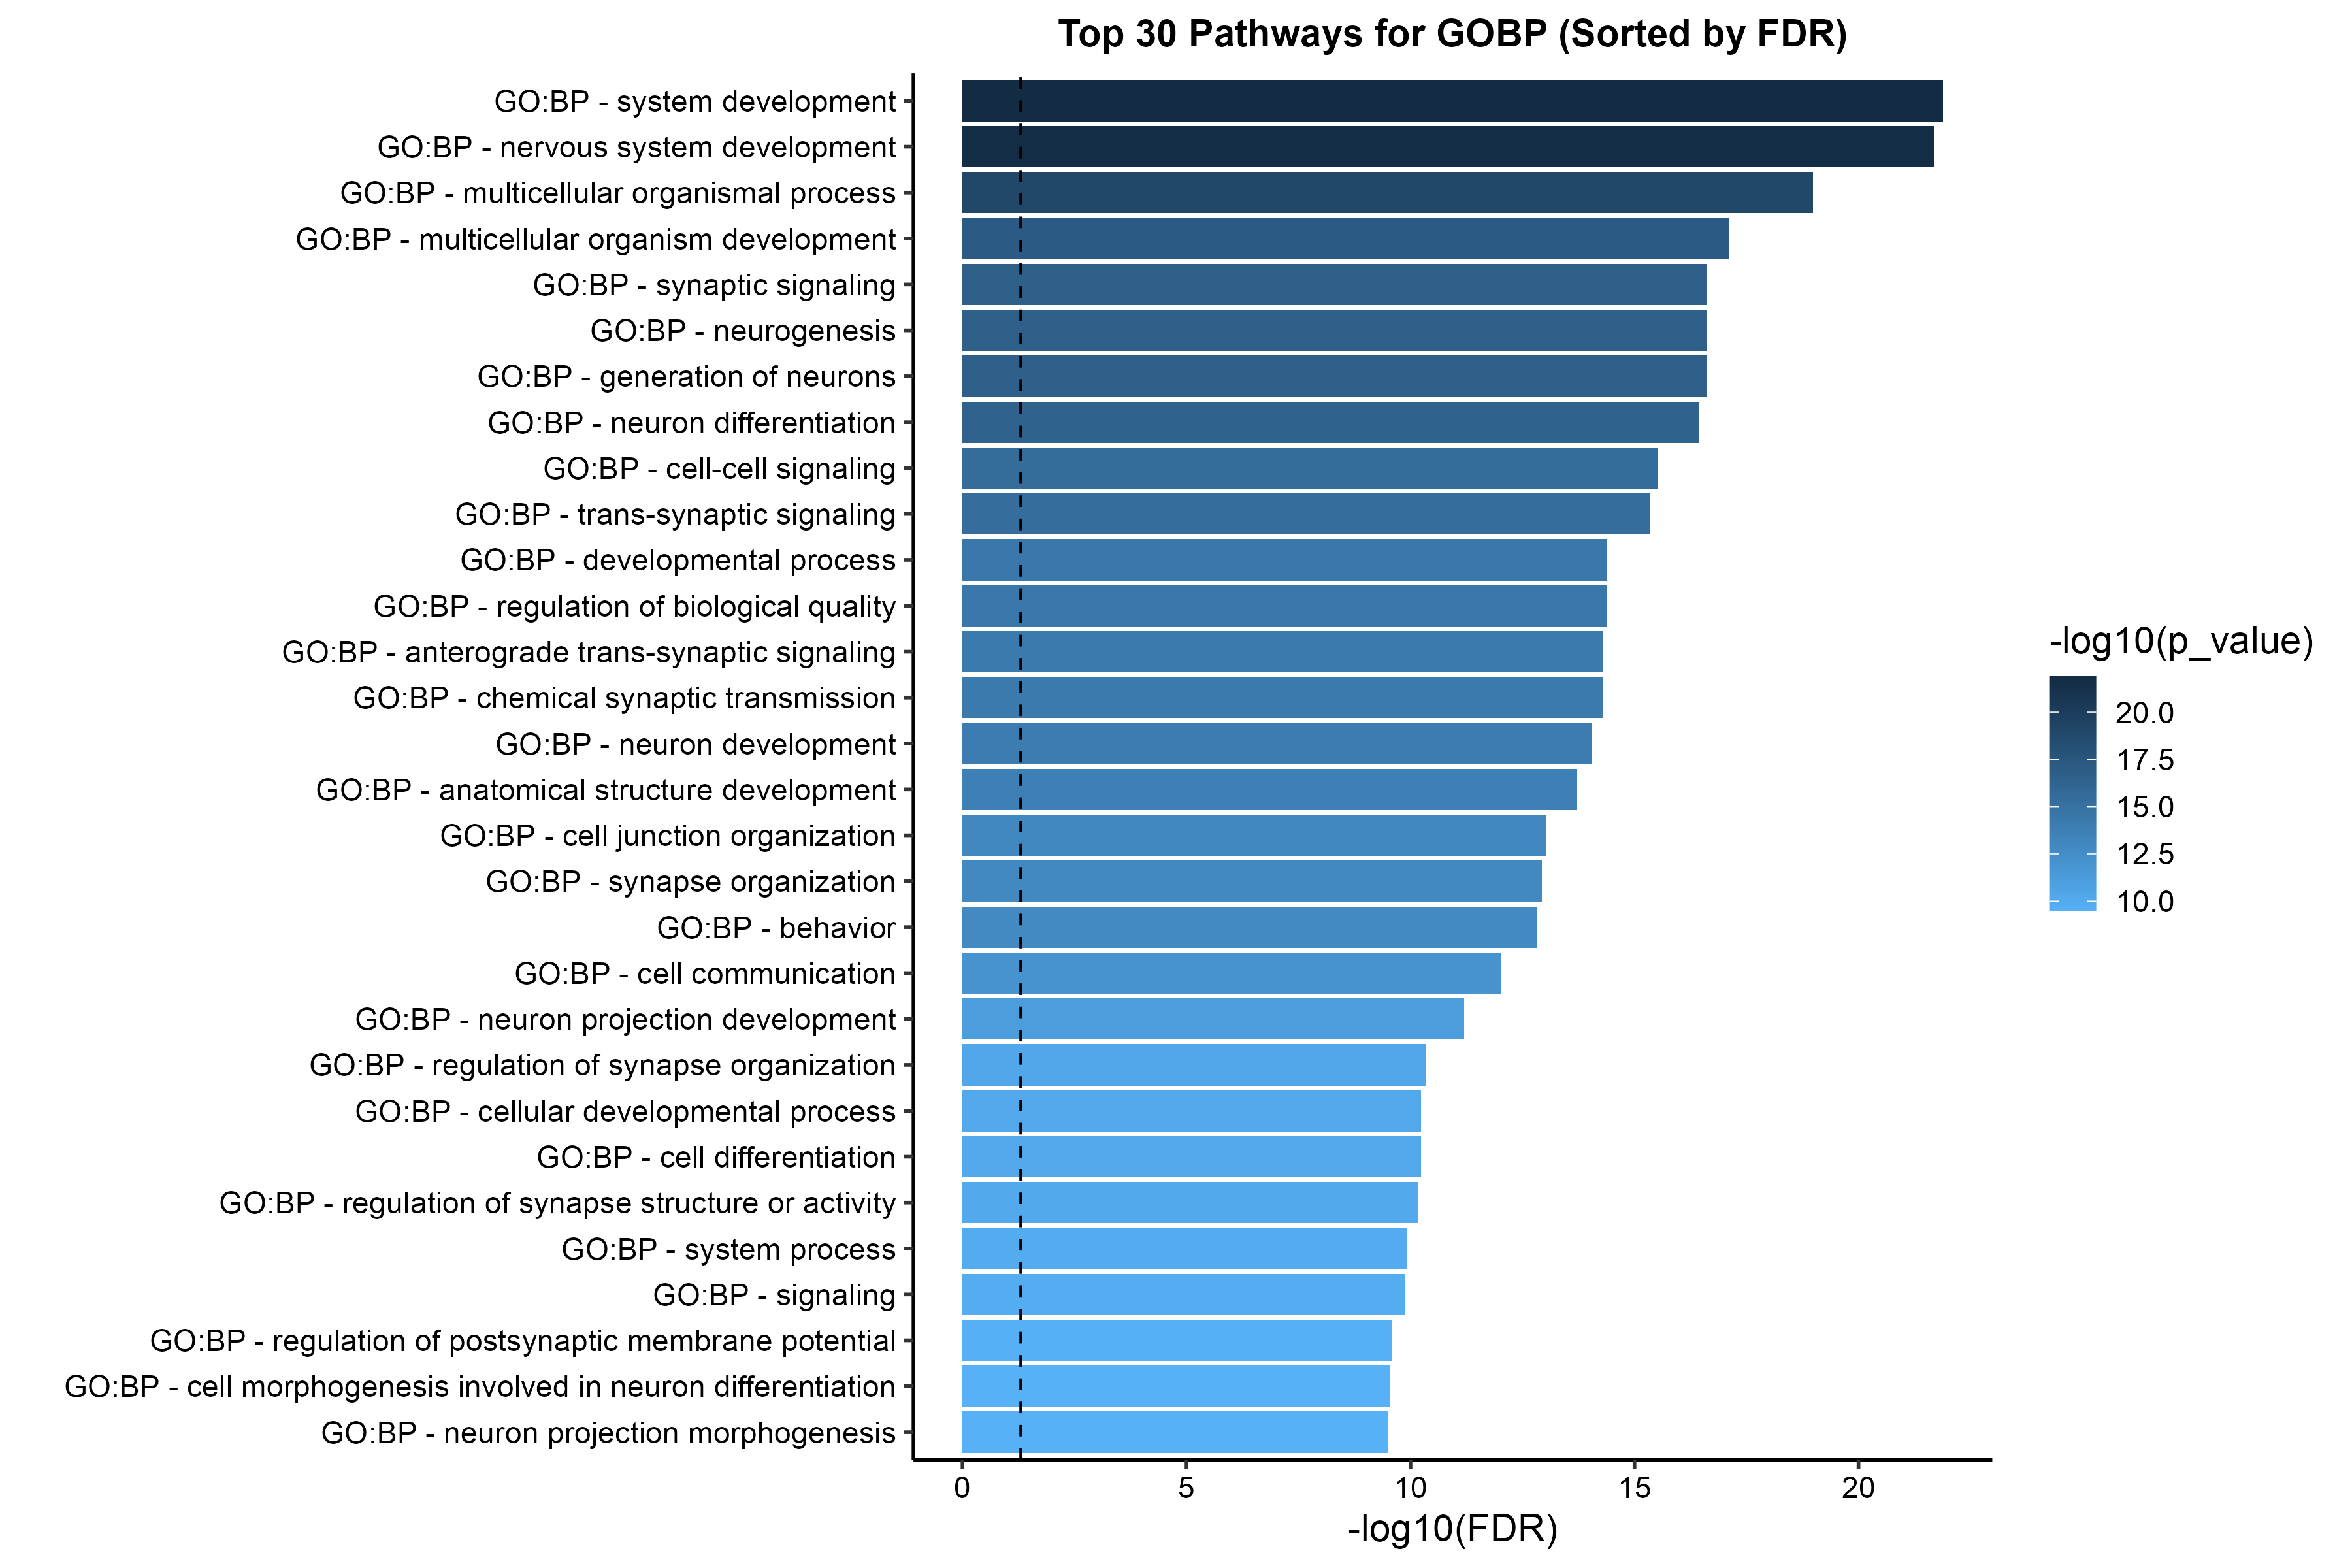 Top 30 Pathways for GOBP (Sorted by FDR)
GO:BP - system development
GO:BP - nervous system development
GO:BP - multicellular organismal process
GO:BP - multicellular organism development
GO:BP - synaptic signaling
GO:BP - neurogenesis
GO:BP - generation of neurons
GO:BP - neuron differentiation
GO:BP - cell-cell signaling
GO:BP - trans-synaptic signaling
GO:BP - developmental process
GO:BP - regulation of biological quality
GO:BP - anterograde trans-synaptic signaling
GO:BP - chemical synaptic transmission
GO:BP - neuron development
GO:BP - anatomical structure development
GO:BP - cell junction organization
GO:BP - synapse organization
GO:BP - behavior
GO:BP - cell communication
GO:BP - neuron projection development
GO:BP - regulation of synapse organization
GO:BP - cellular developmental process
GO:BP - cell differentiation
GO:BP - regulation of synapse structure or activity
GO:BP - system process
GO:BP - signaling
GO:BP - regulation of postsynaptic membrane potential
GO:BP - cell morphogenesis involved in neuron differentiation
GO:BP - neuron projection morphogenesis
0 5 10 15 20
-log10(FDR)
-log10(p_value)
20.0
17.5
15.0
12.5
10.0